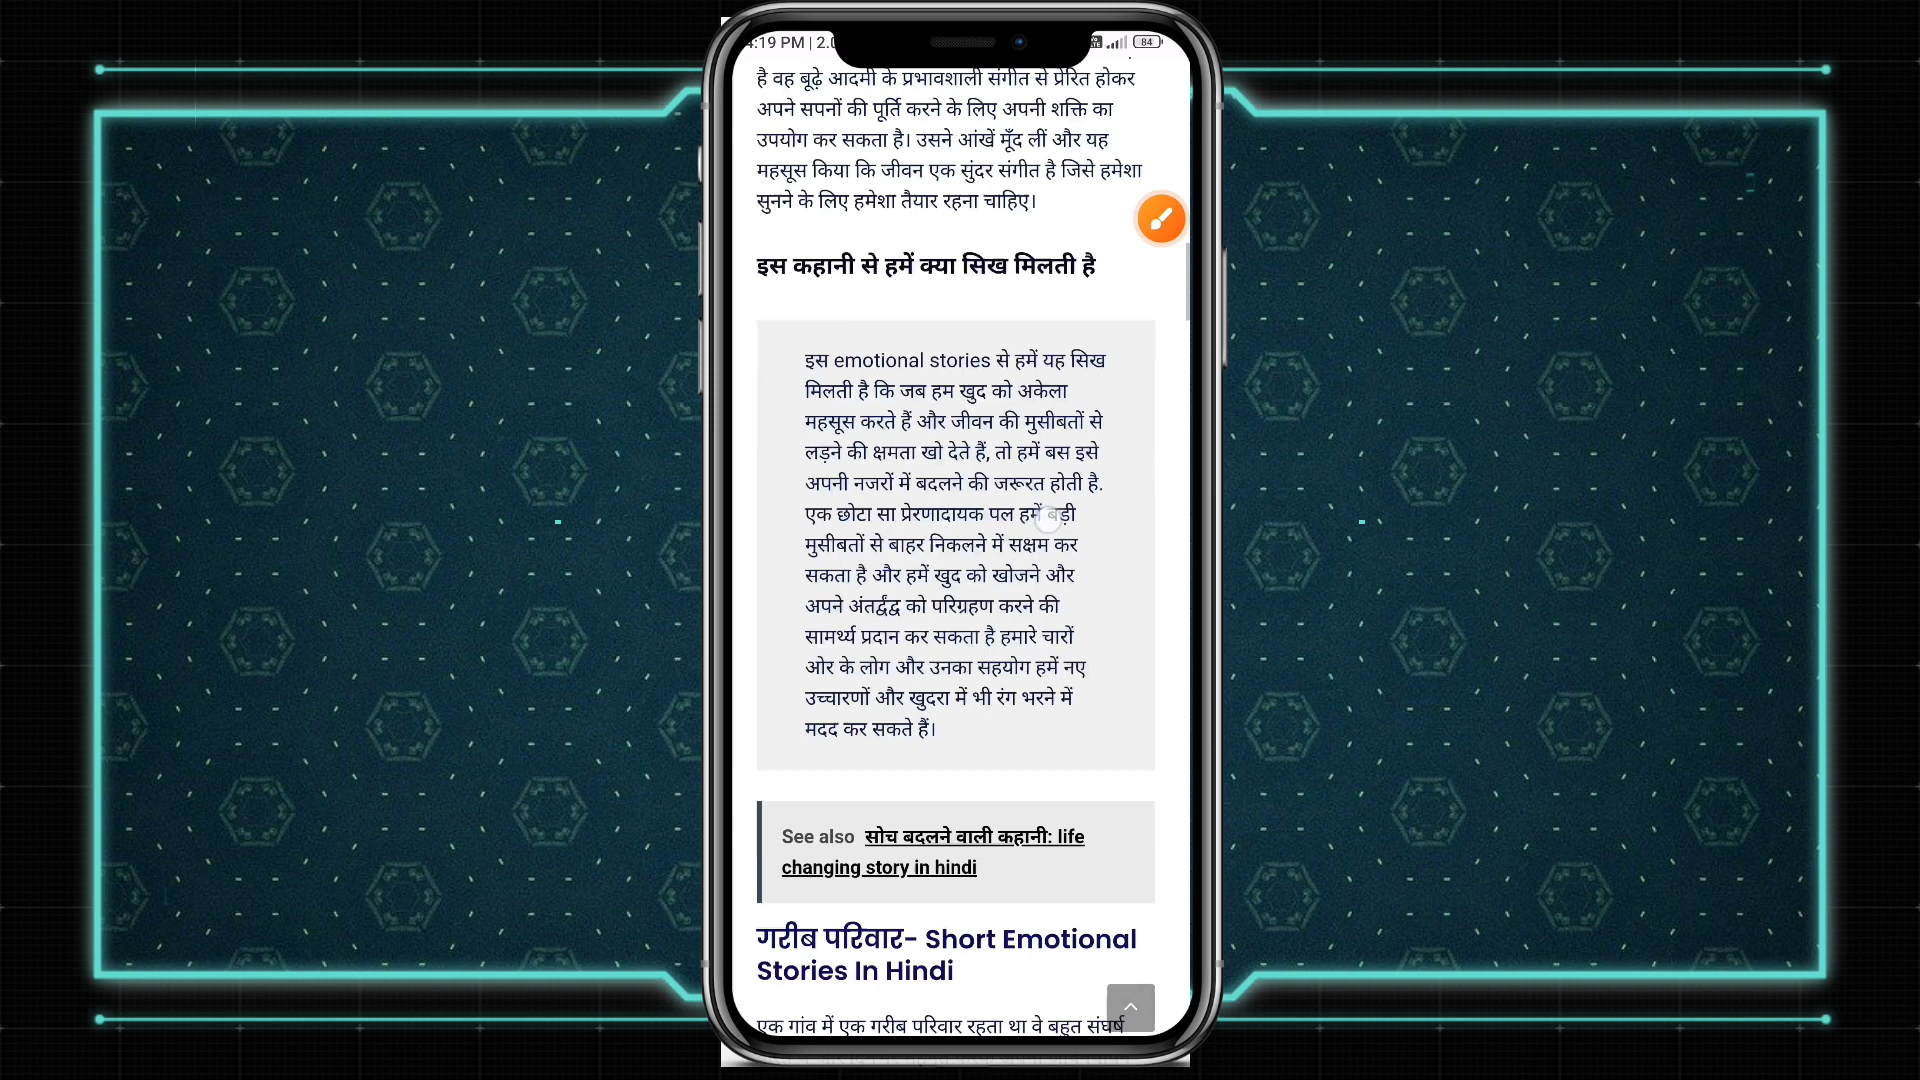 4:19 PM | 2.0
84
है वह बूढ़े आदमी के प्रभावशाली संगीत से प्रेरित होकर
अपने सपनों की पूर्ति करने के लिए अपनी शक्ति का
उपयोग कर सकता है। उसने आंखें मूँद लीं और यह
महसूस किया कि जीवन एक सुंदर संगीत है जिसे हमेशा
सुनने के लिए हमेशा तैयार रहना चाहिए।
इस कहानी से हमें क्या सिख मिलती है
इस emotional stories से हमें यह सिख
मिलती है कि जब हम खुद को अकेला
महसूस करते हैं और जीवन की मुसीबतों से
लड़ने की क्षमता खो देते हैं, तो हमें बस इसे
अपनी नजरों में बदलने की जरूरत होती है.
एक छोटा सा प्रेरणादायक पल हमें बड़ी
मुसीबतों से बाहर निकलने में सक्षम कर
सकता है और हमें खुद को खोजने और
अपने अंतर्द्वंद्व को परिग्रहण करने की
सामर्थ्य प्रदान कर सकता है हमारे चारों
ओर के लोग और उनका सहयोग हमें नए
उच्चारणों और खुदरा में भी रंग भरने में
मदद कर सकते हैं।
See also सोच बदलने वाली कहानी: life
changing story in hindi
गरीब परिवार- Short Emotional
Stories In Hindi
एक गांव में एक गरीब परिवार रहता था वे बहुत संघर्ष